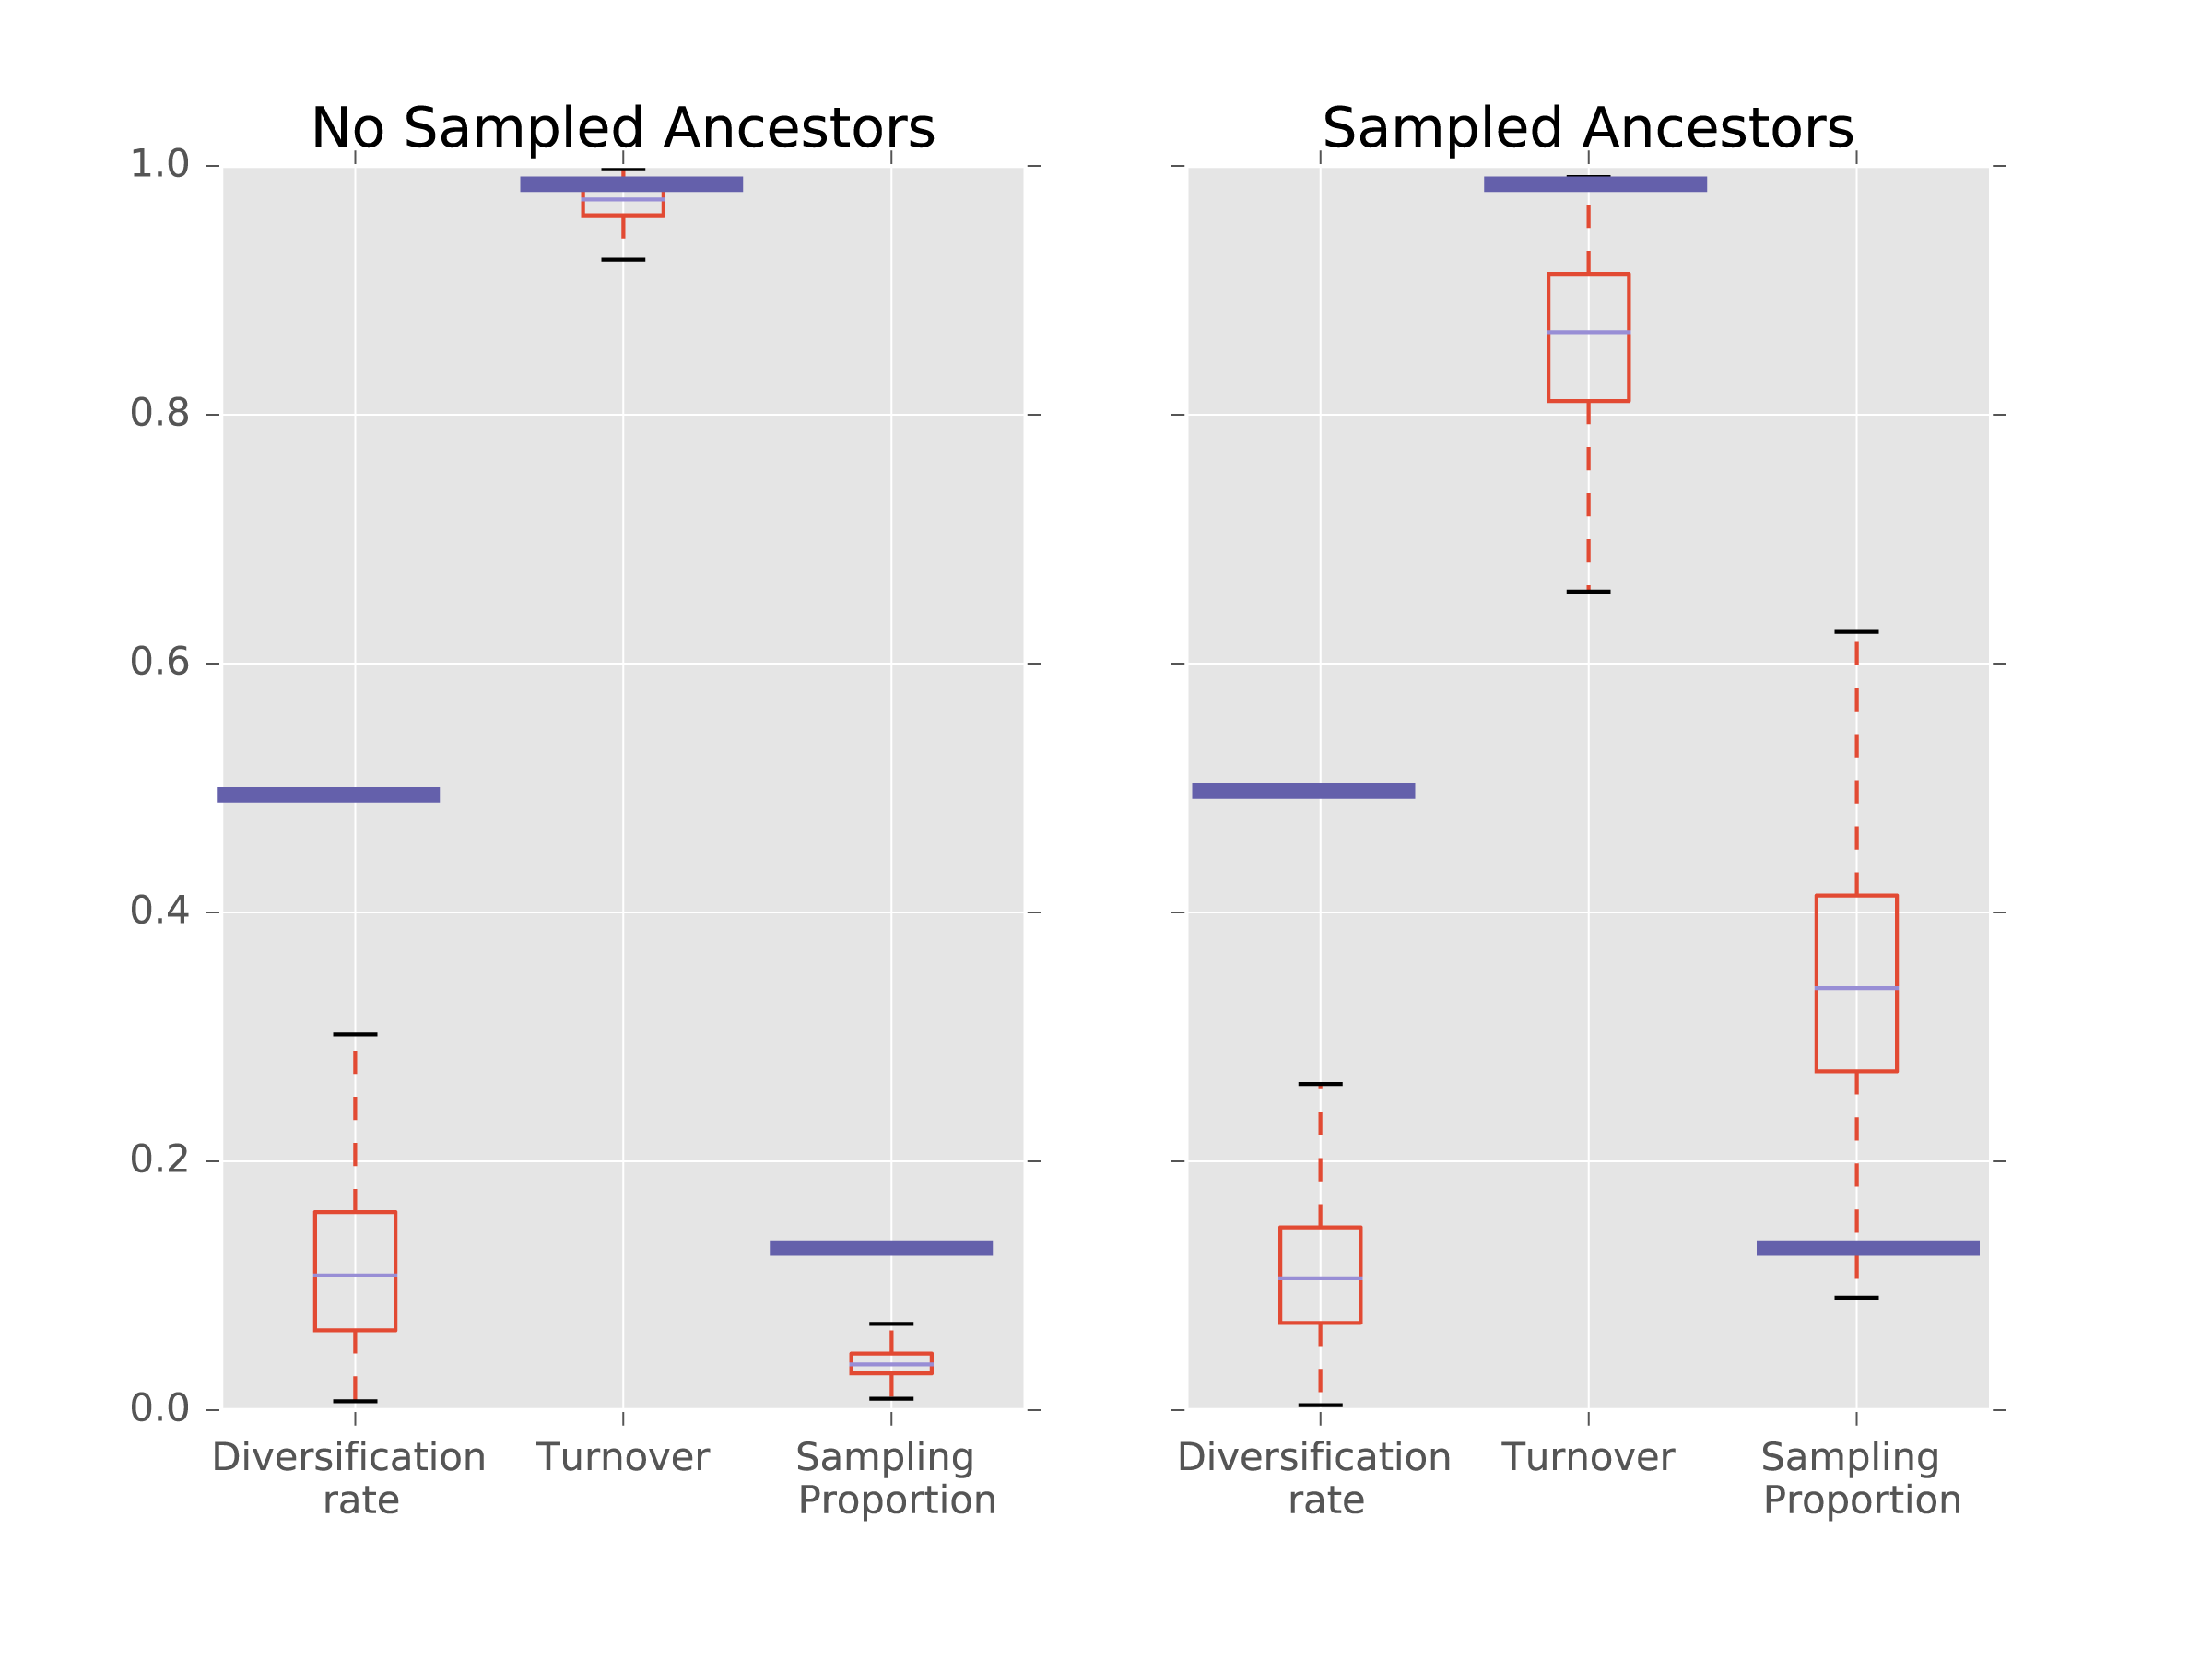 No Sampled Ancestors
Sampled Ancestors
1.0
0.8
0.6
0.4
0.2
0.0
Diversification
rate
Turnover
Sampling
Proportion
Diversification
rate
Turnover
Sampling
Proportion